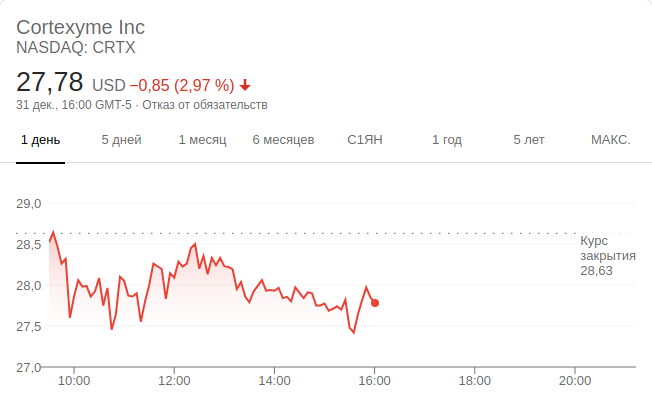 Cortexyme Inc
NASDAQ: CRTX
27,78 USD −0,85 (2,97 %)
31 дек., 16:00 GMT-5 · Отказ от обязательств
1 день 5 дней 1 месяц 6 месяцев С1ЯН 1 год 5 лет МАКС.
29,0
28,5
28,0
27,5
27,0
Курс
закрытия
28.63
10:00 12:00 14:00 16:00 18:00 20:00